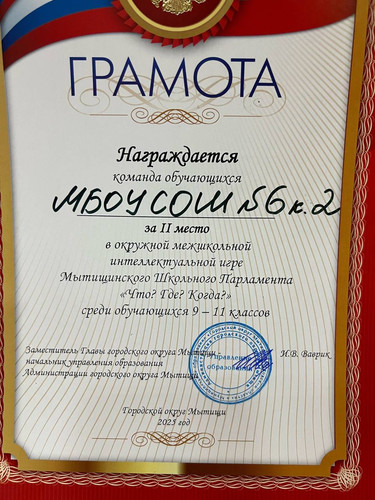 ГРАМОТА
Награждается
команда обучающихся
МБОУ СОШ №6 к.2
за II место
в окружной межшкольной
интеллектуальной игре
Мытищинского Школьного Парламента
«Что? Где? Когда?»
среди обучающихся 9 – 11 классов
Заместитель Главы городского округа Мытищи -
начальник управления образования
Администрации городского округа Мытищи
Н.В. Ваврик
Управление
образования
Городской округ Мытищи
2025 год